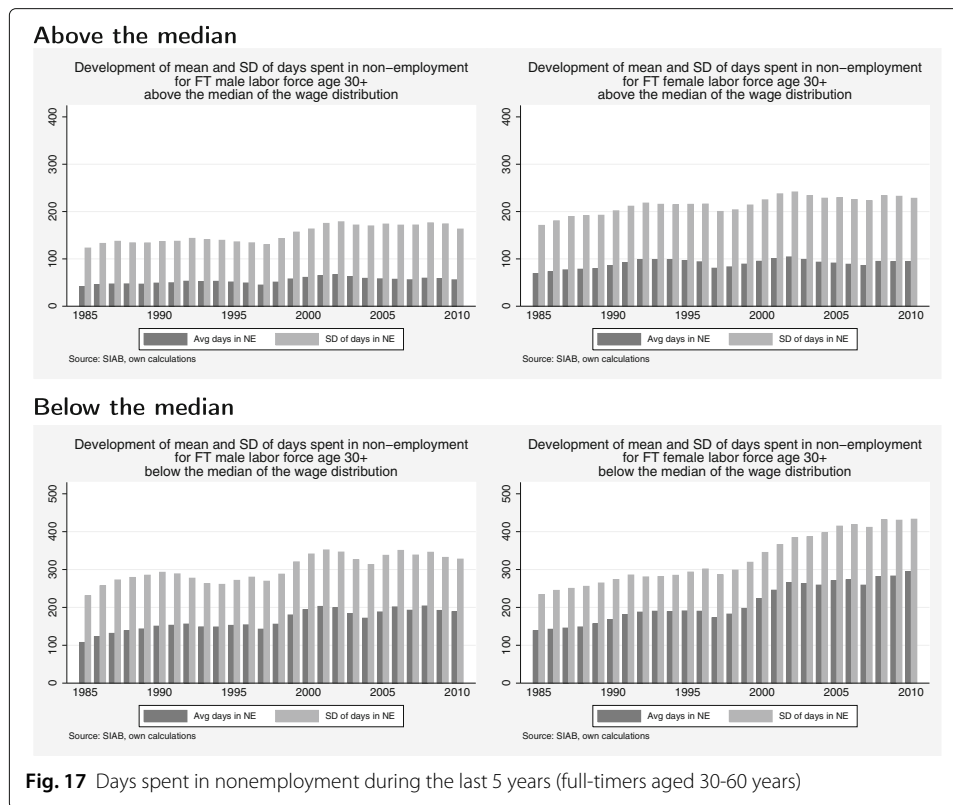 Above the median
Development of mean and SD of days spent in non−employment
for FT male labor force age 30+
above the median of the wage distribution
400
300
200
100
0
1985
1990
1995
2000
2005
2010
Avg days in NE
SD of days in NE
Source: SIAB, own calculations
Development of mean and SD of days spent in non−employment
for FT female labor force age 30+
above the median of the wage distribution
400
300
200
100
0
1985
1990
1995
2000
2005
2010
Avg days in NE
SD of days in NE
Source: SIAB, own calculations
Below the median
Development of mean and SD of days spent in non−employment
for FT male labor force age 30+
below the median of the wage distribution
500
400
300
200
100
0
1985
1990
1995
2000
2005
2010
Avg days in NE
SD of days in NE
Source: SIAB, own calculations
Development of mean and SD of days spent in non−employment
for FT female labor force age 30+
below the median of the wage distribution
500
400
300
200
100
0
1985
1990
1995
2000
2005
2010
Avg days in NE
SD of days in NE
Source: SIAB, own calculations
Fig. 17 Days spent in nonemployment during the last 5 years (full-timers aged 30-60 years)